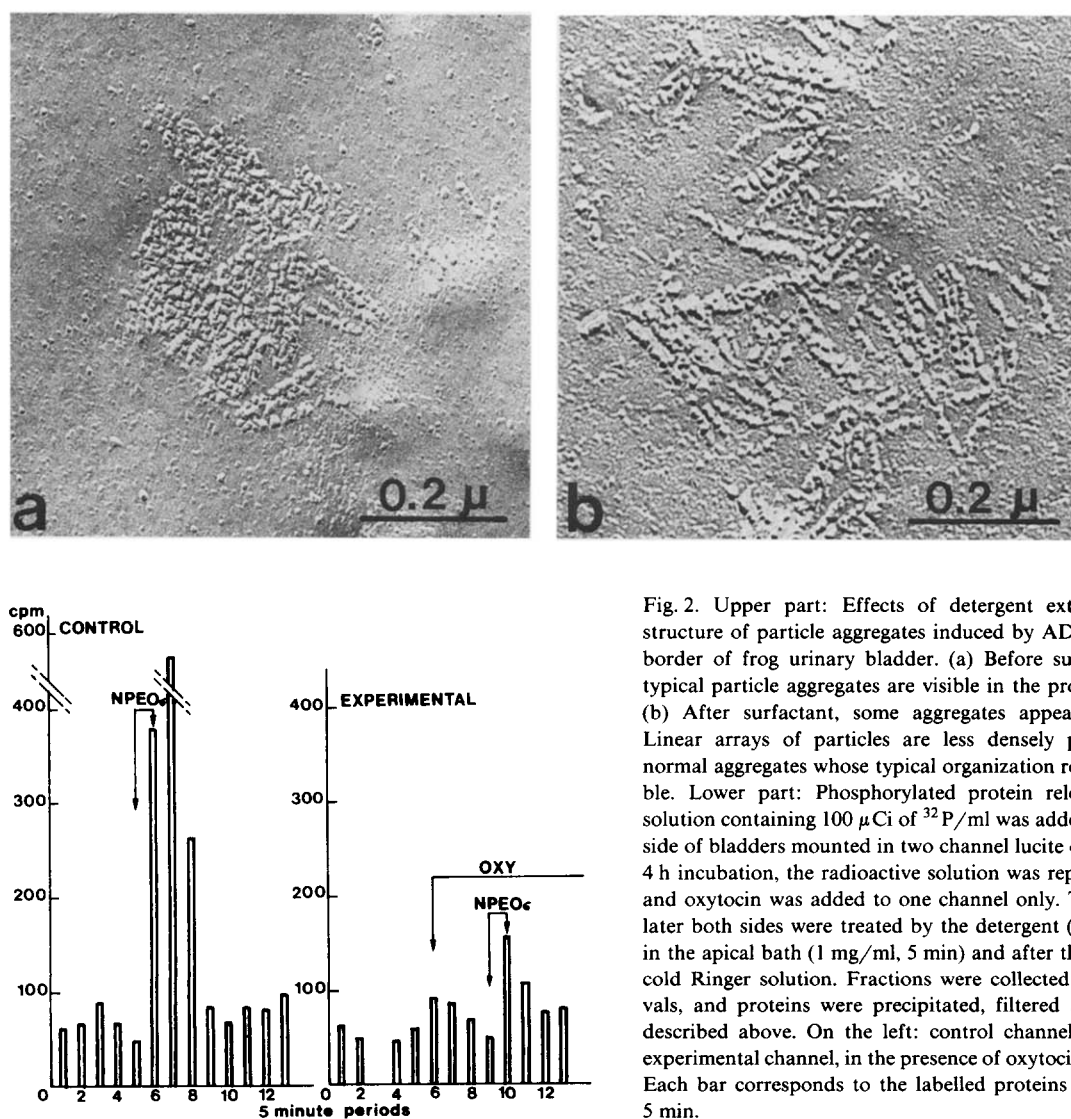 a
0.2 μ
b
0.2 μ
cpm
600
CONTROL
400
300
200
100
NPEO₆
0 2 4 6 8 10 12
EXPERIMENTAL
400
300
200
100
OXY
NPEO₆
0 2 4 6 8 10 12
5 minute periods
Fig. 2. Upper part: Effects of detergent ext
structure of particle aggregates induced by AD
border of frog urinary bladder. (a) Before su
typical particle aggregates are visible in the pro
(b) After surfactant, some aggregates appea
Linear arrays of particles are less densely p
normal aggregates whose typical organization re
ble. Lower part: Phosphorylated protein rele
solution containing 100 μCi of ³²P/ml was adde
side of bladders mounted in two channel lucite
4 h incubation, the radioactive solution was rep
and oxytocin was added to one channel only. T
later both sides were treated by the detergent (
in the apical bath (1 mg/ml, 5 min) and after th
cold Ringer solution. Fractions were collected
vals, and proteins were precipitated, filtered
described above. On the left: control channel
experimental channel, in the presence of oxytoci
Each bar corresponds to the labelled proteins
5 min.